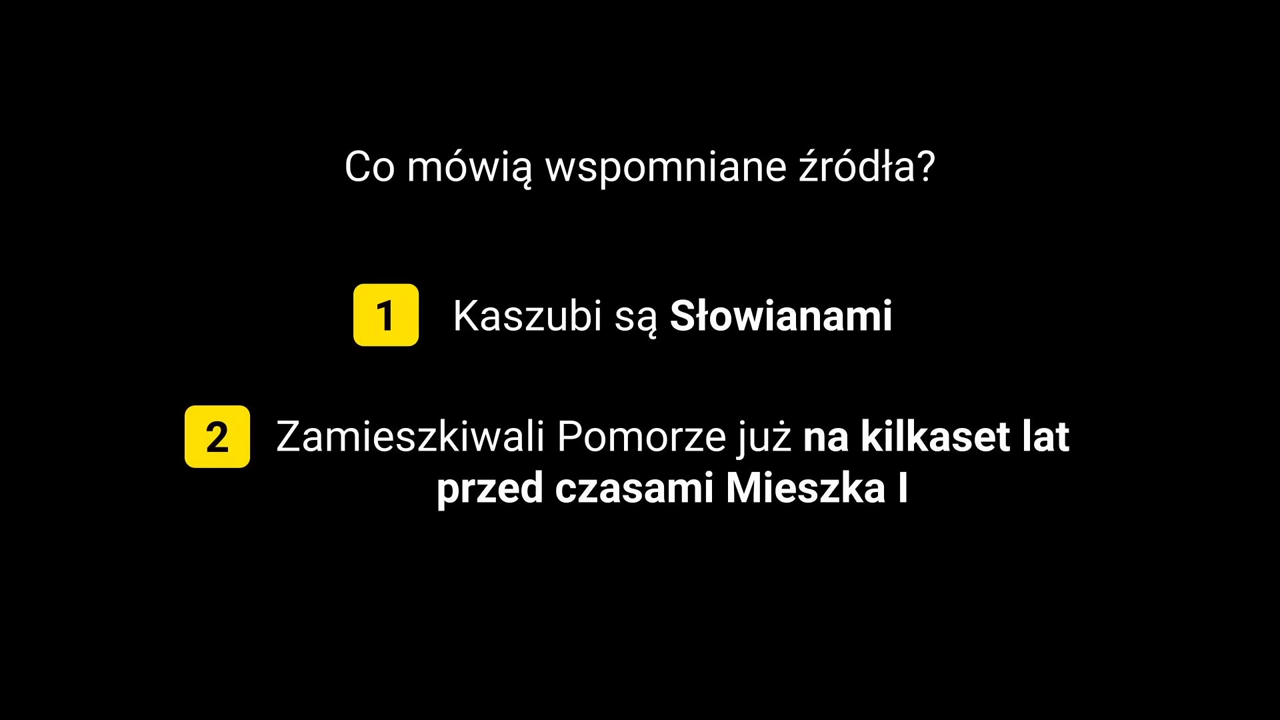 Co mówią wspomniane źródła?
1 Kaszubi są Słowianami
2 Zamieszkiwali Pomorze już na kilkaset lat
przed czasami Mieszka I